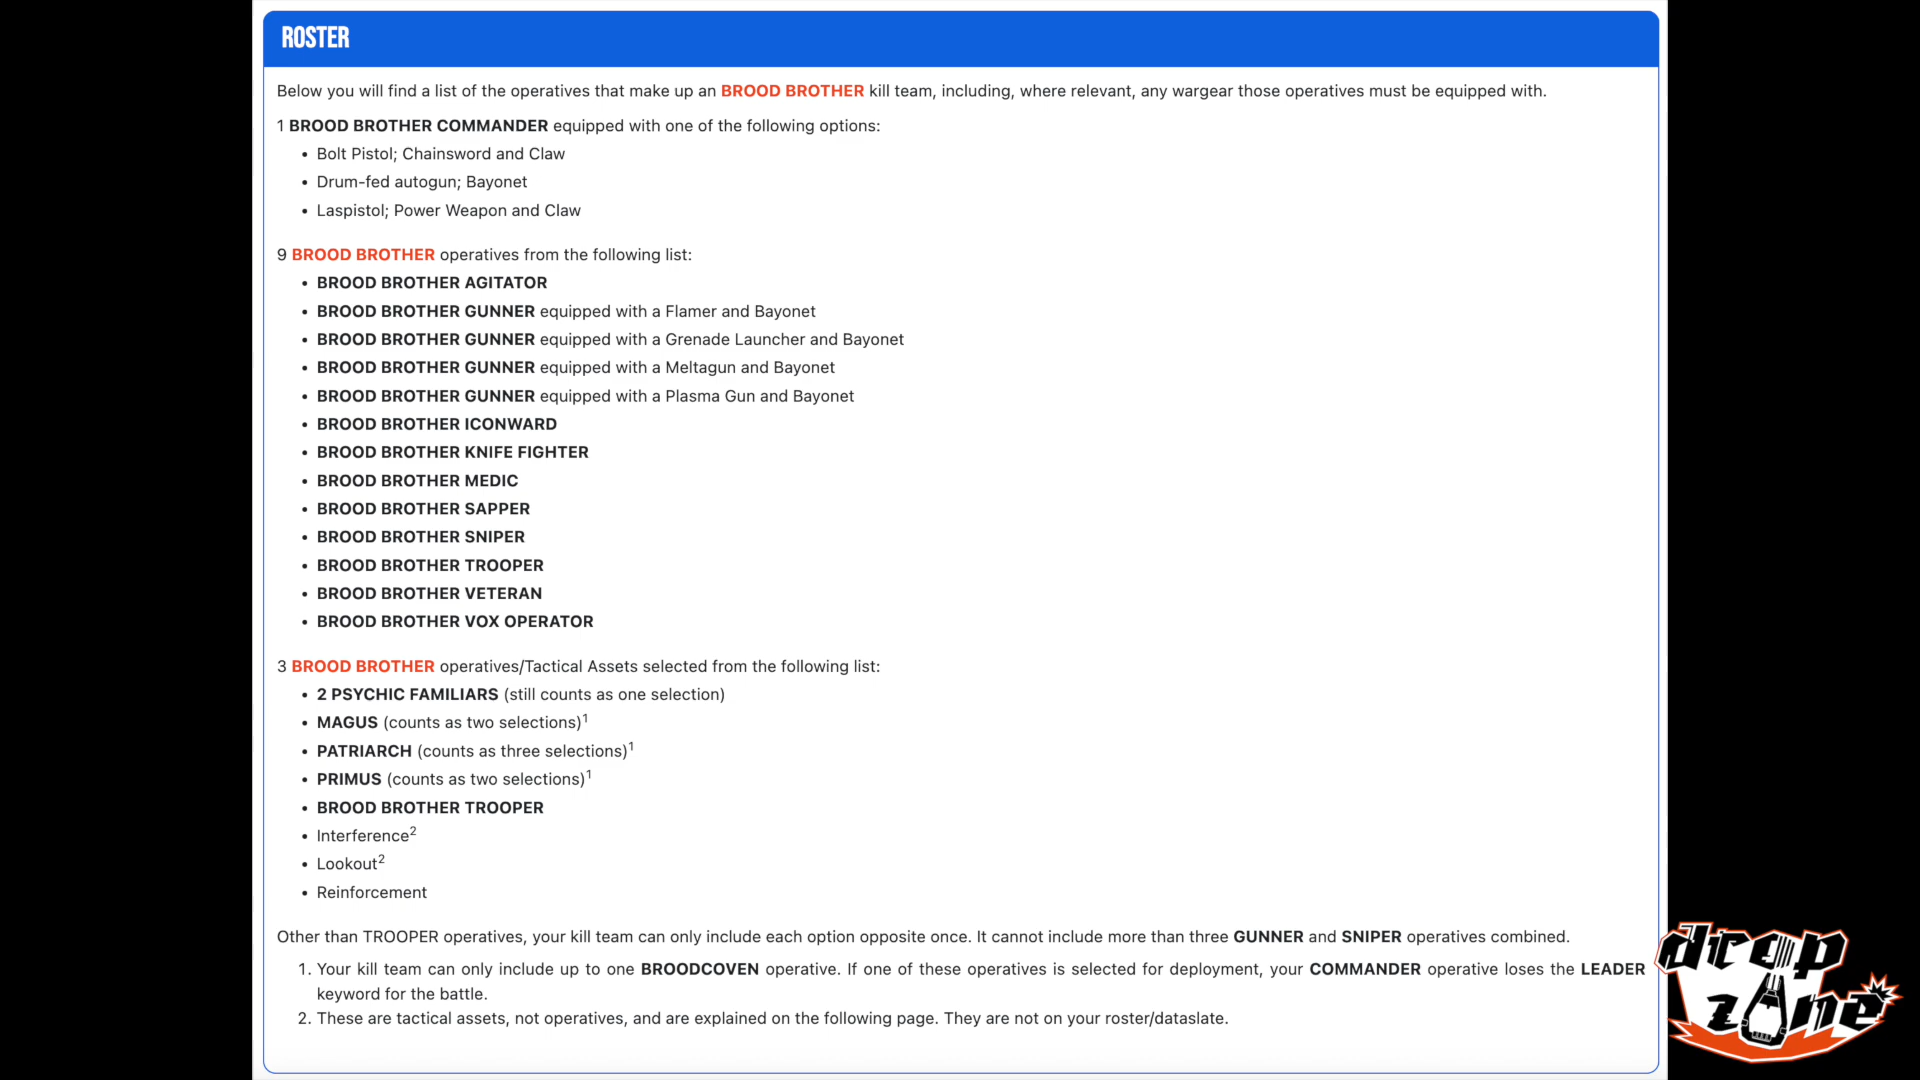 ROSTER
Below you will find a list of the operatives that make up an BROOD BROTHER kill team, including, where relevant, any wargear those operatives must be equipped with.
1 BROOD BROTHER COMMANDER equipped with one of the following options:
• Bolt Pistol; Chainsword and Claw
• Drum-fed autogun; Bayonet
• Laspistol; Power Weapon and Claw
9 BROOD BROTHER operatives from the following list:
• BROOD BROTHER AGITATOR
• BROOD BROTHER GUNNER equipped with a Flamer and Bayonet
• BROOD BROTHER GUNNER equipped with a Grenade Launcher and Bayonet
• BROOD BROTHER GUNNER equipped with a Meltagun and Bayonet
• BROOD BROTHER GUNNER equipped with a Plasma Gun and Bayonet
• BROOD BROTHER ICONWARD
• BROOD BROTHER KNIFE FIGHTER
• BROOD BROTHER MEDIC
• BROOD BROTHER SAPPER
• BROOD BROTHER SNIPER
• BROOD BROTHER TROOPER
• BROOD BROTHER VETERAN
• BROOD BROTHER VOX OPERATOR
3 BROOD BROTHER operatives/Tactical Assets selected from the following list:
• 2 PSYCHIC FAMILIARS (still counts as one selection)
• MAGUS (counts as two selections)1
• PATRIARCH (counts as three selections)1
• PRIMUS (counts as two selections)1
• BROOD BROTHER TROOPER
• Interference2
• Lookout2
• Reinforcement
Other than TROOPER operatives, your kill team can only include each option opposite once. It cannot include more than three GUNNER and SNIPER operatives combined.
1. Your kill team can only include up to one BROODCOVEN operative. If one of these operatives is selected for deployment, your COMMANDER operative loses the LEADER
keyword for the battle.
2. These are tactical assets, not operatives, and are explained on the following page. They are not on your roster/dataslate.
drop
zone